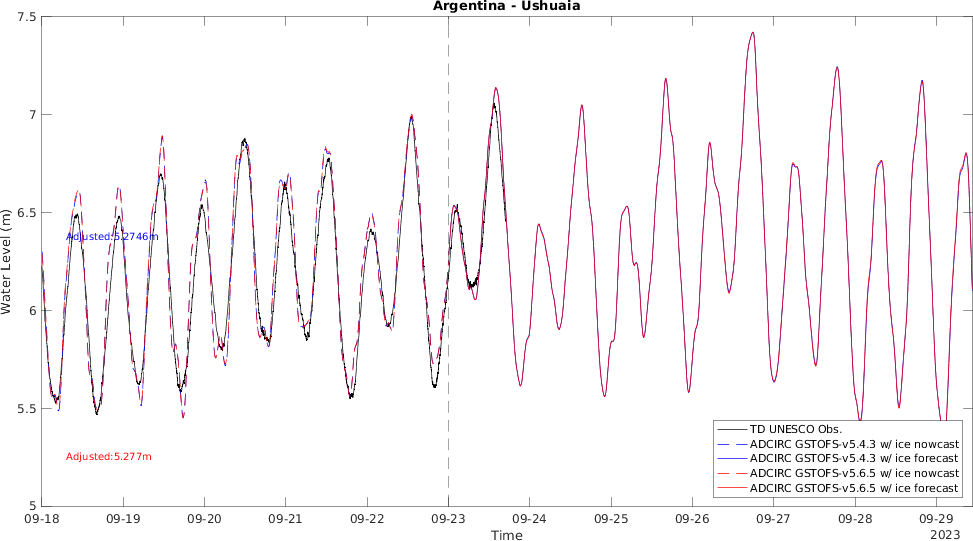 Argentina - Ushuaia
7.5
7
6.5
6
5.5
5
Water Level (m)
Adjusted:5.2746m
Adjusted:5.277m
TD UNESCO Obs.
ADCIRC GSTOFS-v5.4.3 w/ ice nowcast
ADCIRC GSTOFS-v5.4.3 w/ ice forecast
ADCIRC GSTOFS-v5.6.5 w/ ice nowcast
ADCIRC GSTOFS-v5.6.5 w/ ice forecast
09-18 09-19 09-20 09-21 09-22 09-23 09-24 09-25 09-26 09-27 09-28 09-29
Time
2023